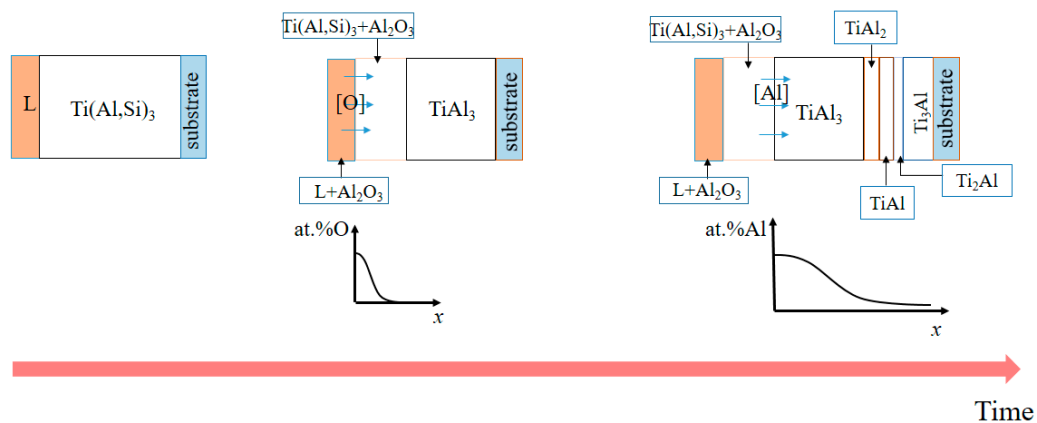 L
Ti(Al,Si)₃
substrate
Ti(Al,Si)₃+Al₂O₃
[O]
TiAl₃
substrate
L+Al₂O₃
at.%O
x
Ti(Al,Si)₃+Al₂O₃
TiAl₂
[Al]
TiAl₃
Ti₃Al
substrate
L+Al₂O₃
TiAl
Ti₂Al
at.%Al
x
Time